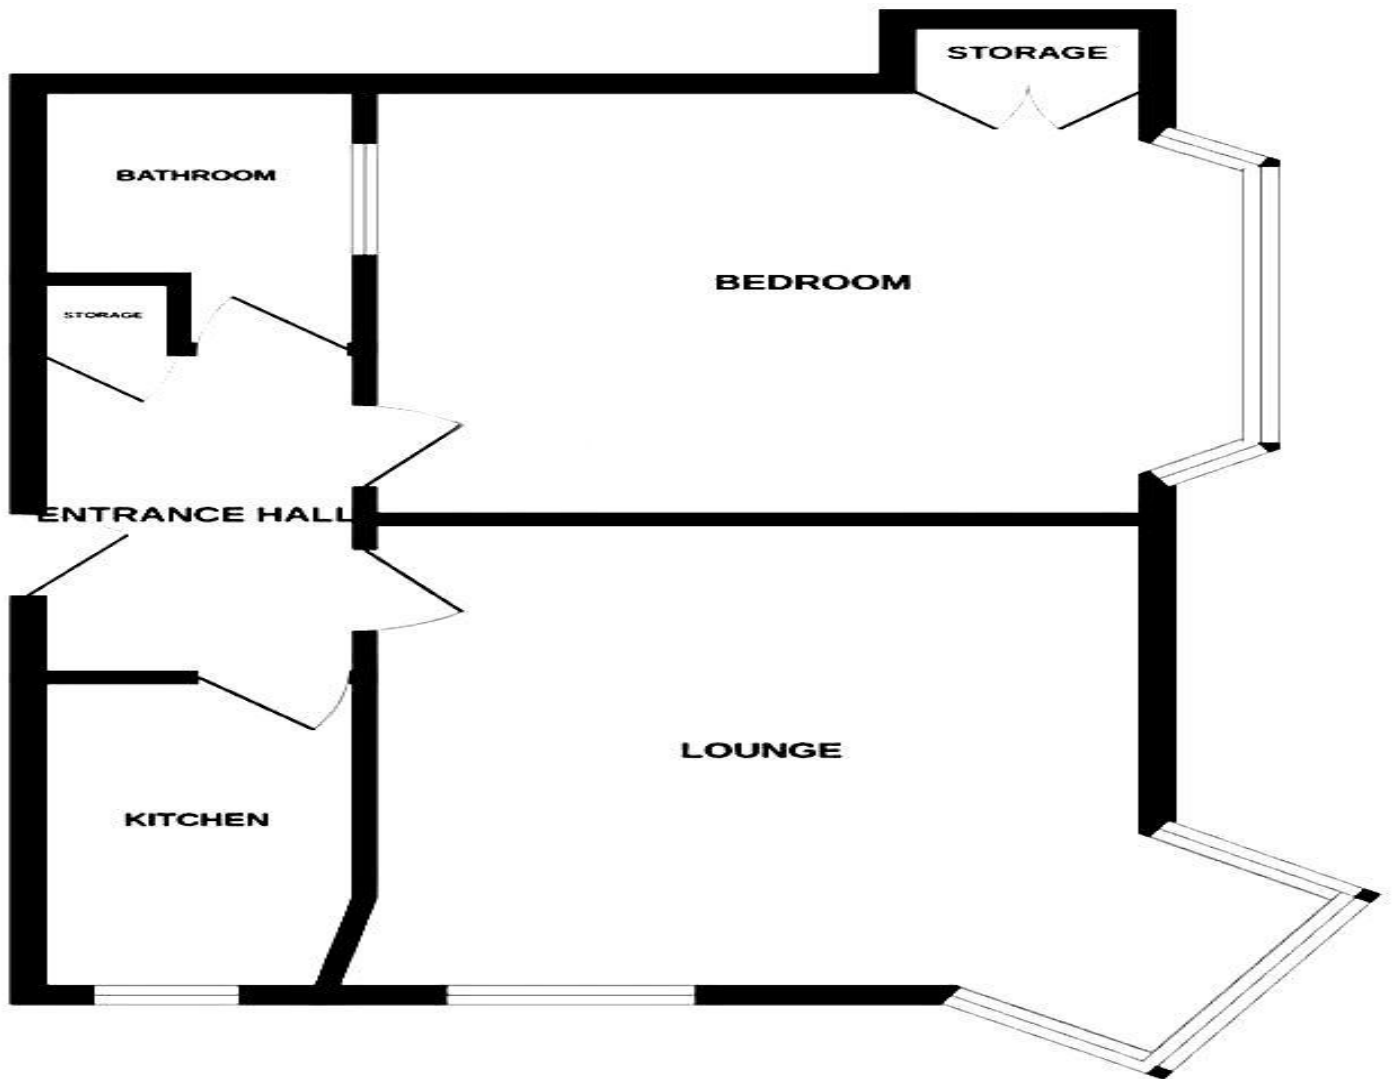 STORAGE
BATHROOM
BEDROOM
STORAGE
ENTRANCE HALL
LOUNGE
KITCHEN